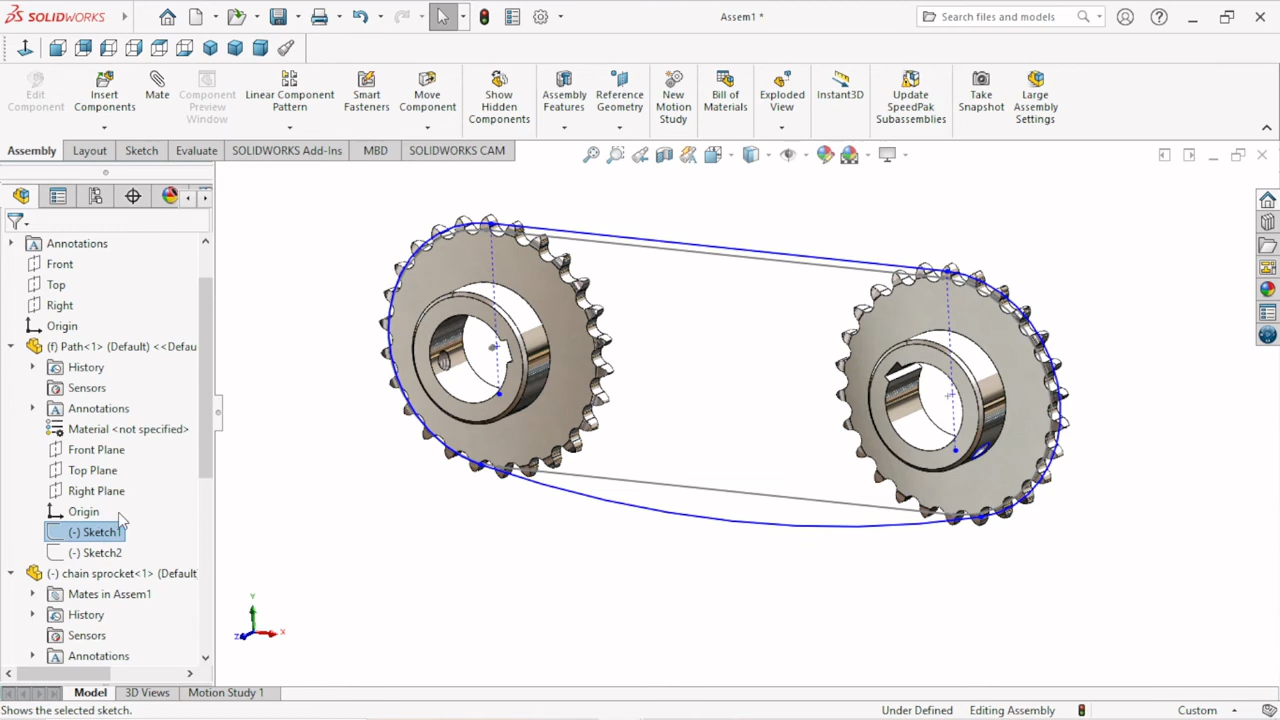 SOLIDWORKS
Assem1 *
Search files and models
Edit Component
Insert Components
Mate
Component Preview Window
Linear Component Pattern
Smart Fasteners
Move Component
Show Hidden Components
Assembly Features
Reference Geometry
New Motion Study
Bill of Materials
Exploded View
Instant3D
Update SpeedPak Subassemblies
Take Snapshot
Large Assembly Settings
Assembly
Layout
Sketch
Evaluate
SOLIDWORKS Add-Ins
MBD
SOLIDWORKS CAM
Annotations
Front
Top
Right
Origin
(f) Path<1> (Default) <<Defau
History
Sensors
Annotations
Material <not specified>
Front Plane
Top Plane
Right Plane
Origin
(-) Sketch1
(-) Sketch2
(-) chain sprocket<1> (Default)
Mates in Assem1
History
Sensors
Annotations
Y
Z
X
Model
3D Views
Motion Study 1
Shows the selected sketch.
Under Defined
Editing Assembly
Custom